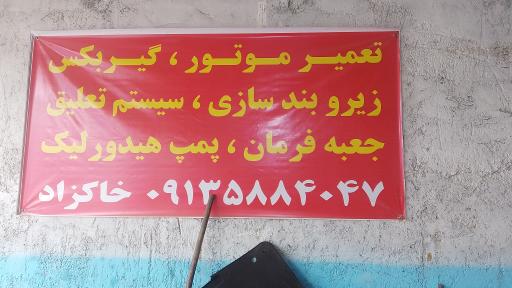 تعمیر موتور ، گیربکس
زیرو بند سازی ، سیستم تعلیق
جعبه فرمان ، پمپ هیدورلیک
۰۹۱۳۵۸۸۴۰۴۷ خاکزاد